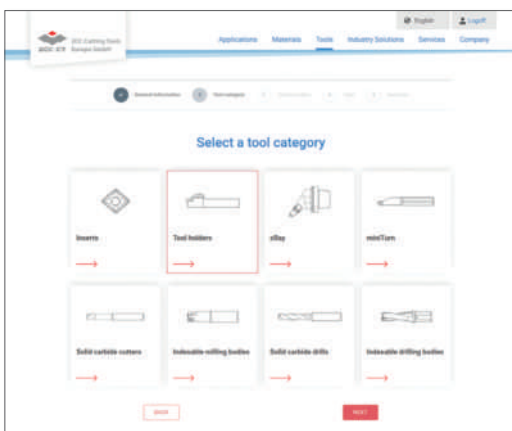 English
Logoff
ZCC Cutting Tools
Europe GmbH
ZCC·CT
Applications Materials Tools Industry Solutions Services Company
General information
Tool category
Select a tool category
Inserts
Tool holders
miniTurn
Solid carbide cutters
Indexable milling bodies
Solid carbide drills
Indexable drilling bodies
BACK
NEXT